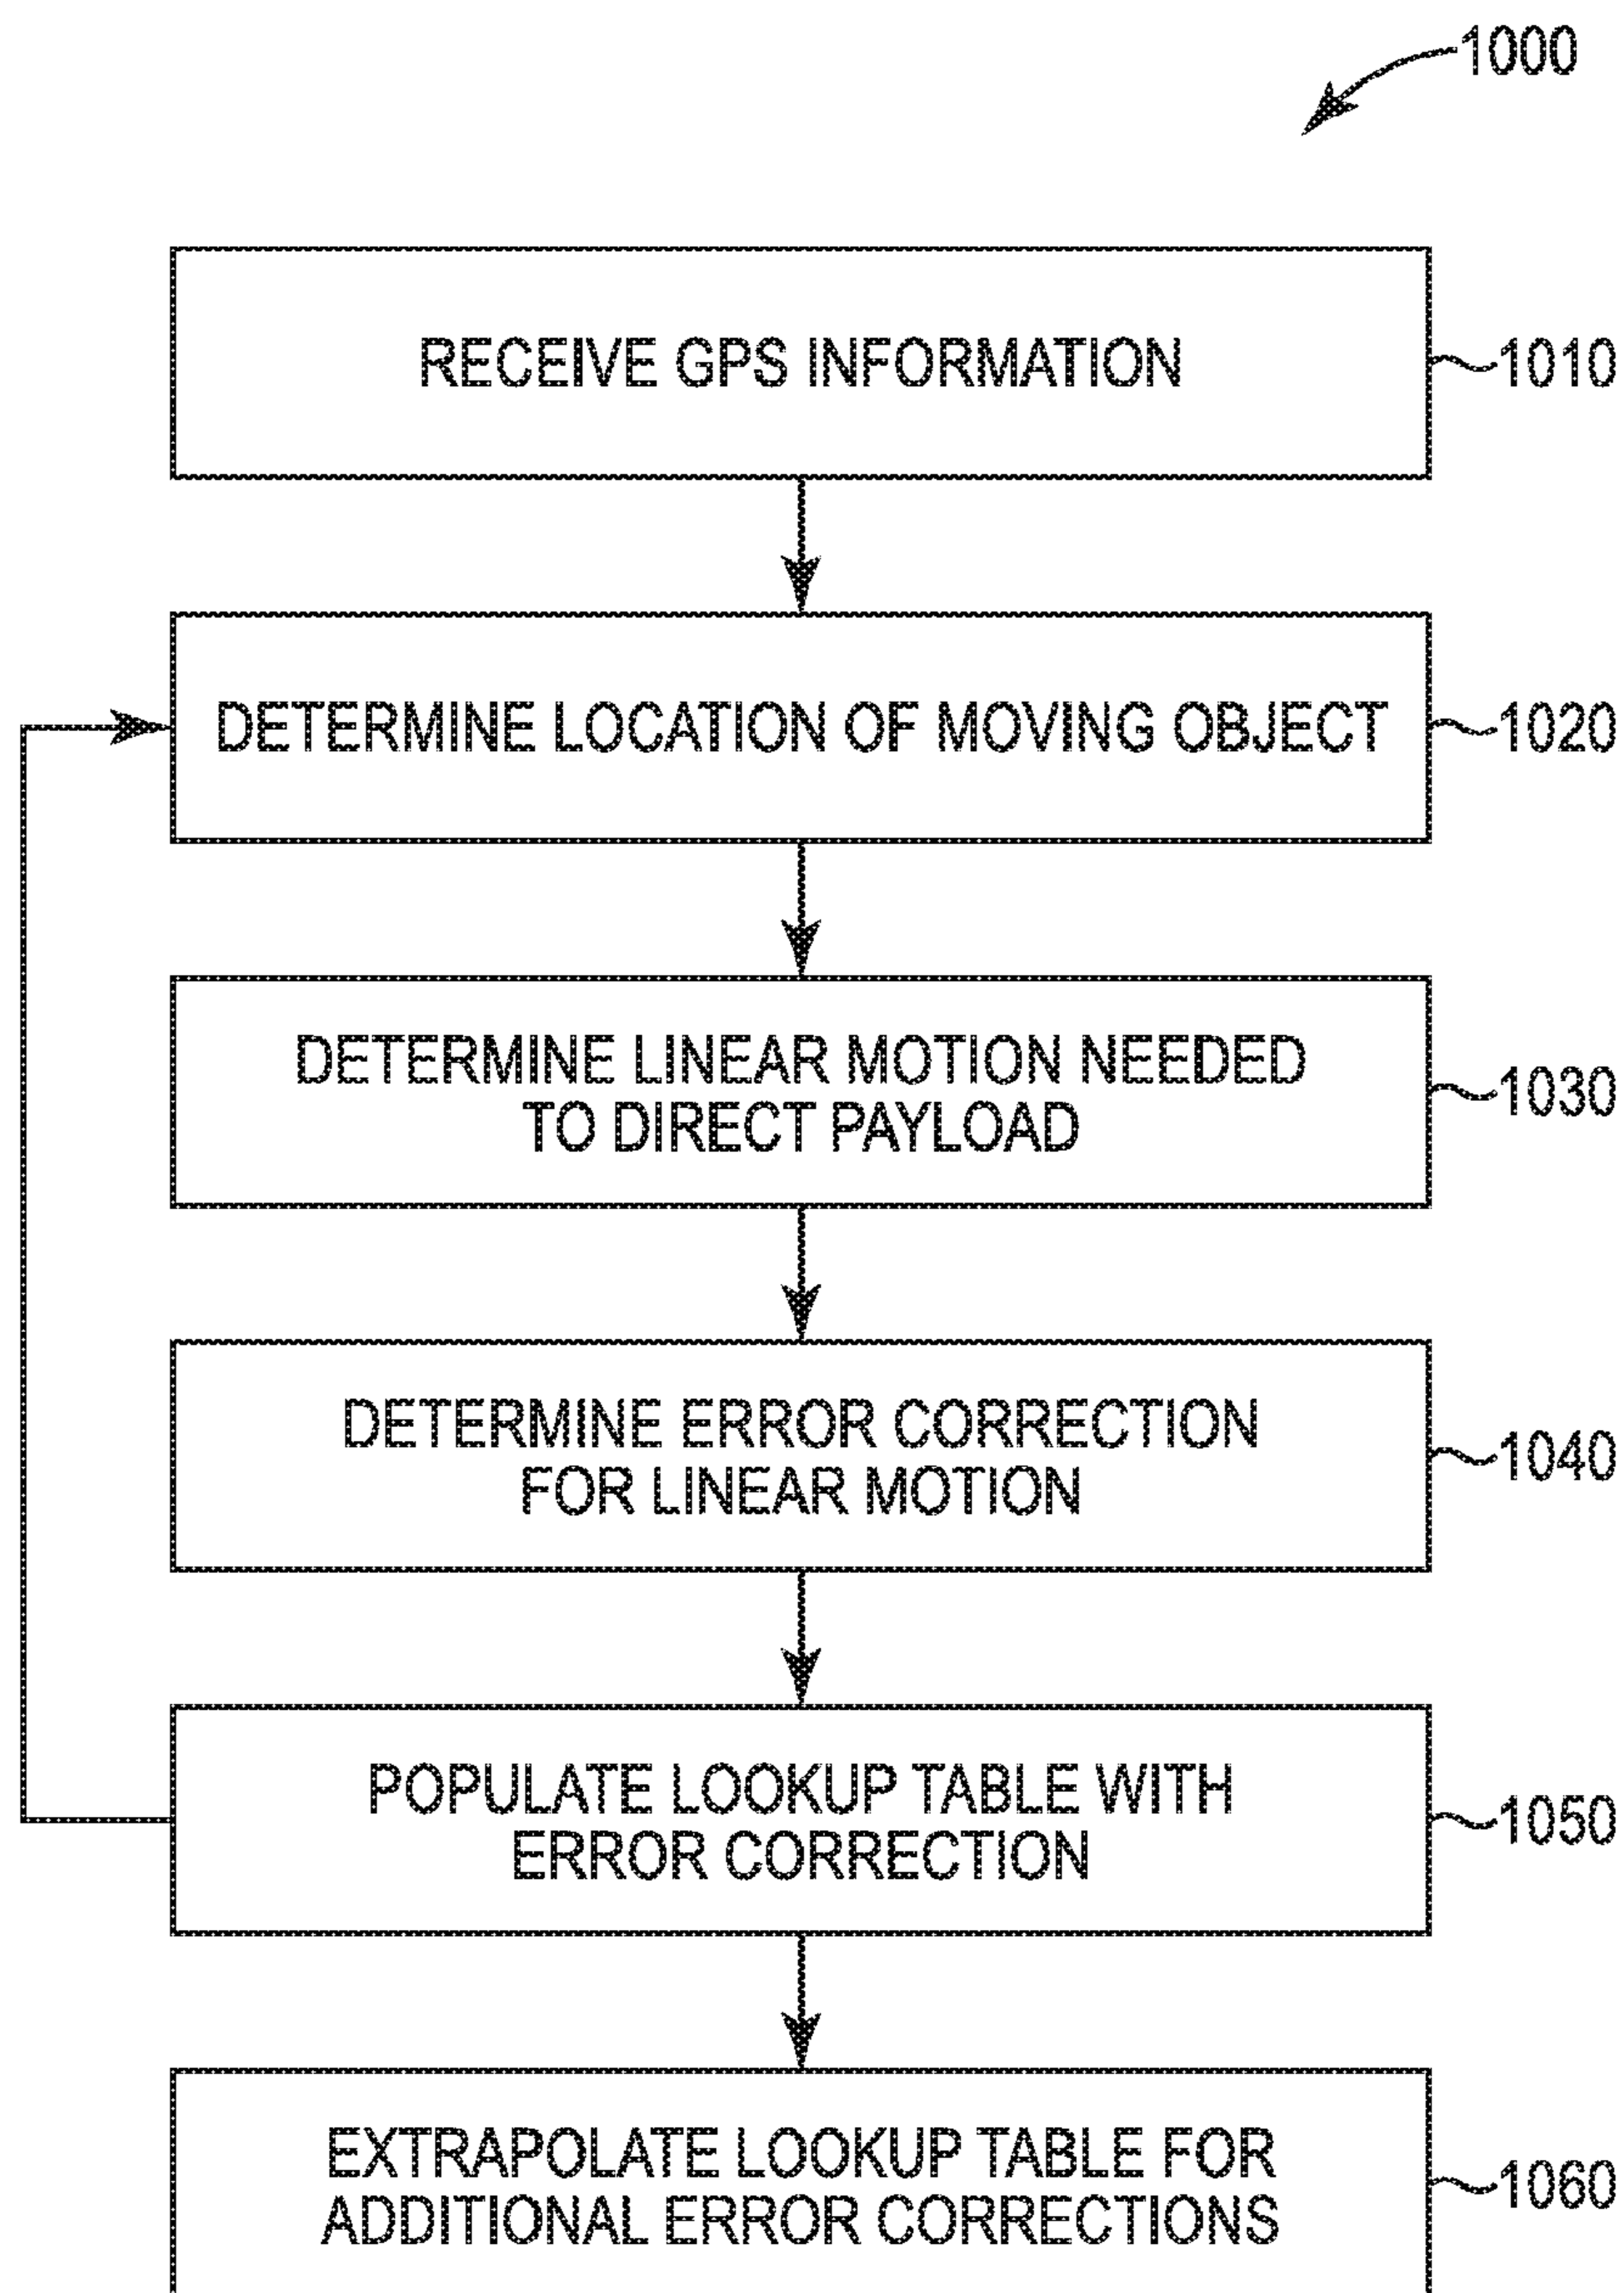 1000
RECEIVE GPS INFORMATION
1010
DETERMINE LOCATION OF MOVING OBJECT
1020
DETERMINE LINEAR MOTION NEEDED
TO DIRECT PAYLOAD
1030
DETERMINE ERROR CORRECTION
FOR LINEAR MOTION
1040
POPULATE LOOKUP TABLE WITH
ERROR CORRECTION
1050
EXTRAPOLATE LOOKUP TABLE FOR
ADDITIONAL ERROR CORRECTIONS
1060